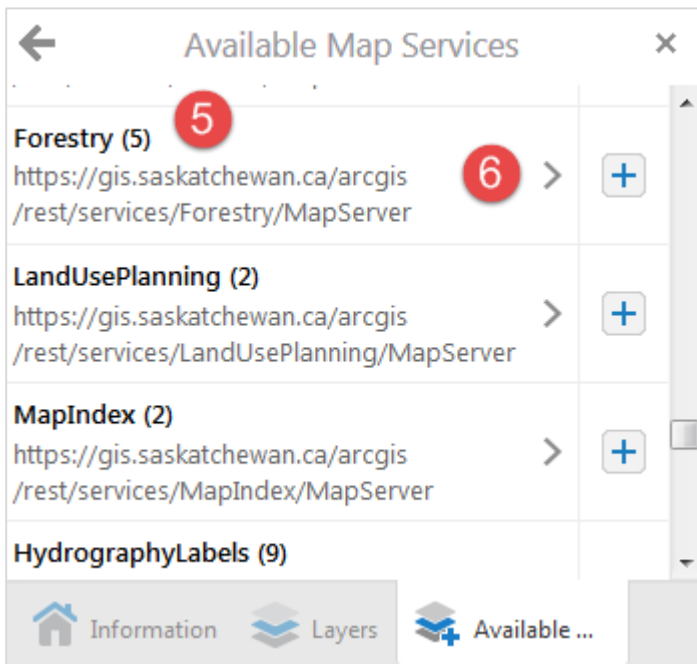 Available Map Services
5
Forestry (5)
https://gis.saskatchewan.ca/arcgis
/rest/services/Forestry/MapServer
6
LandUsePlanning (2)
https://gis.saskatchewan.ca/arcgis
/rest/services/LandUsePlanning/MapServer
MapIndex (2)
https://gis.saskatchewan.ca/arcgis
/rest/services/MapIndex/MapServer
HydrographyLabels (9)
Information Layers Available ...